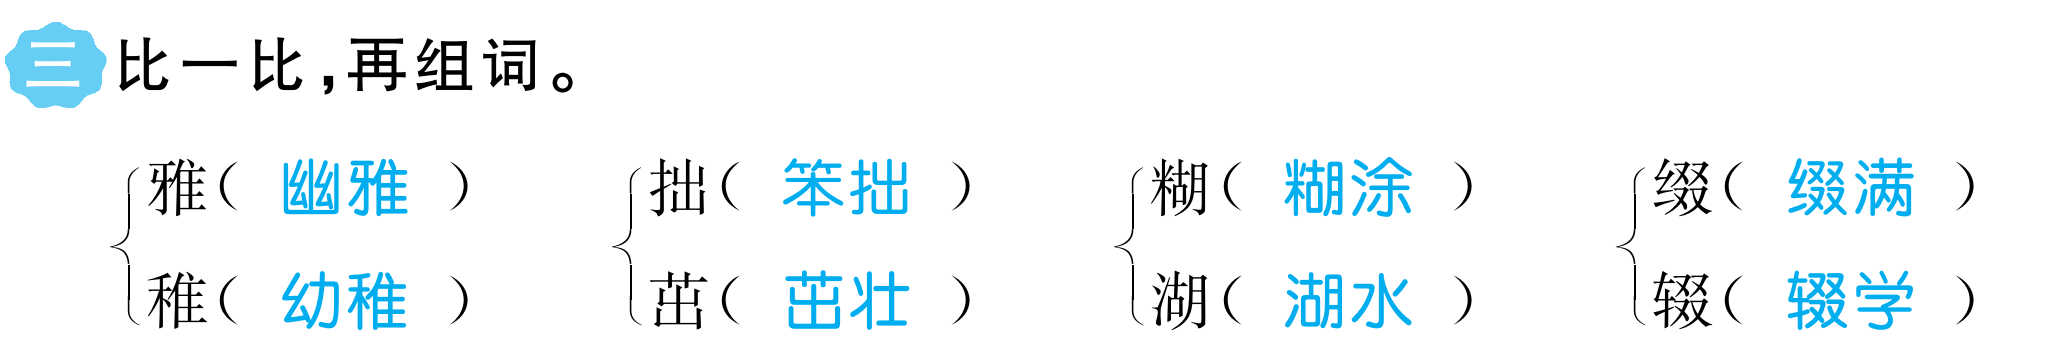 三 比一比,再组词。
雅( 幽雅 ) 拙( 笨拙 ) 糊( 糊涂 ) 缀( 缀满 )
稚( 幼稚 ) 茁( 茁壮 ) 湖( 湖水 ) 辍( 辍学 )